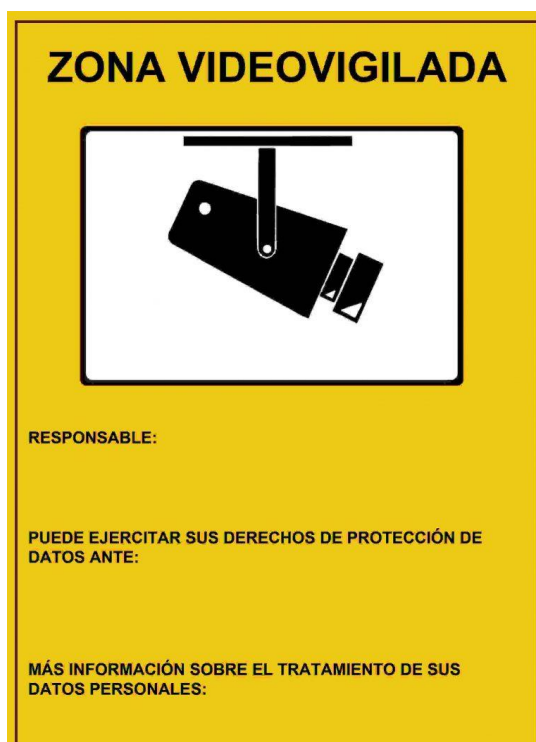 ZONA VIDEOVIGILADA
RESPONSABLE:
PUEDE EJERCITAR SUS DERECHOS DE PROTECCIÓN DE
DATOS ANTE:
MÁS INFORMACIÓN SOBRE EL TRATAMIENTO DE SUS
DATOS PERSONALES: